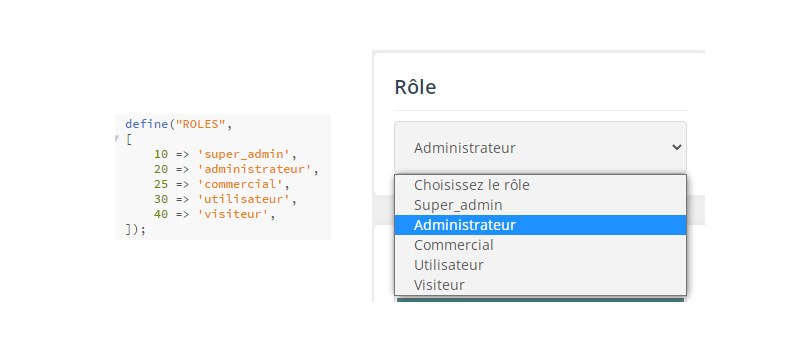 define("ROLES",
[
10 => 'super_admin',
20 => 'administrateur',
25 => 'commercial',
30 => 'utilisateur',
40 => 'visiteur',
]);
Rôle
Administrateur
Choisissez le rôle
Super_admin
Administrateur
Commercial
Utilisateur
Visiteur